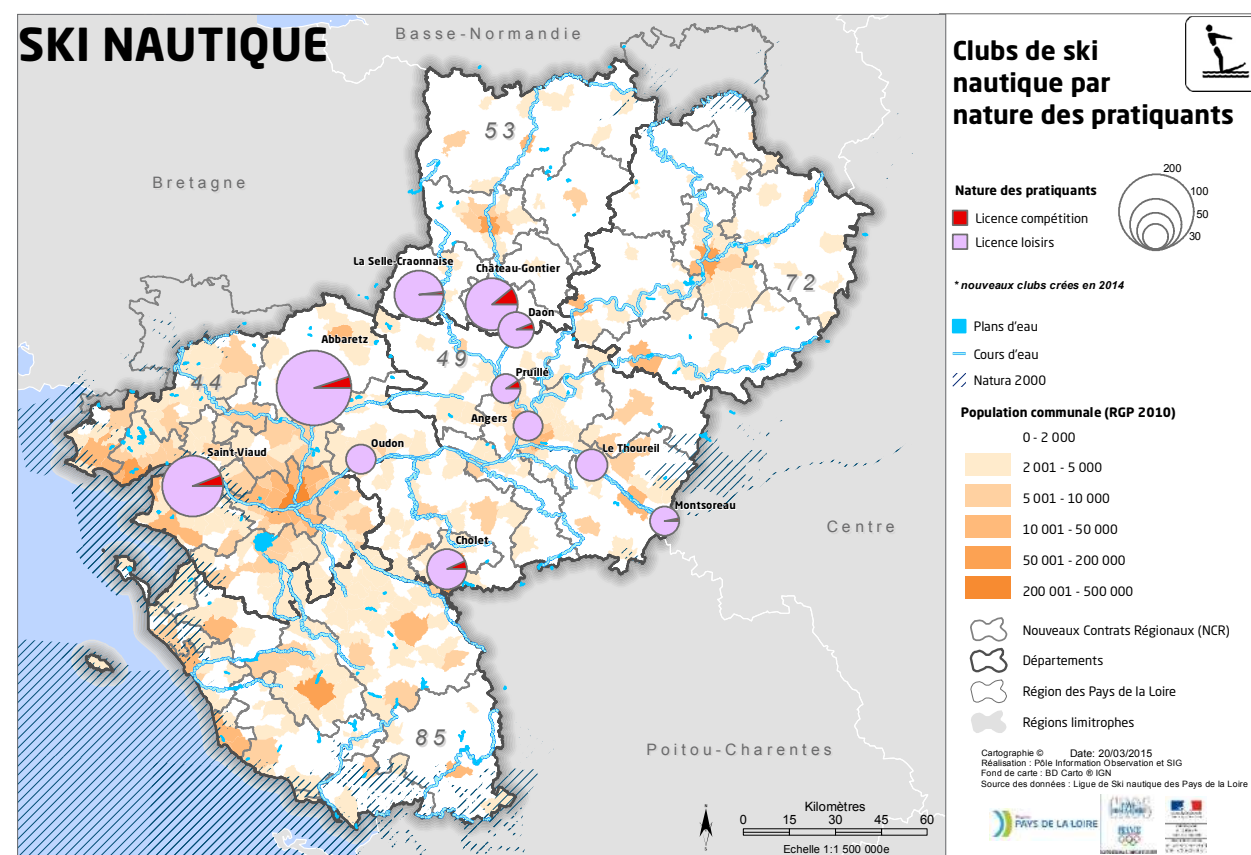 SKI NAUTIQUE
Basse-Normandie
Bretagne
53
72
La Selle-Craonnaise
Château-Gontier
Daon
Abbaretz
49
44
Pruillé
Angers
Oudon
Saint-Viaud
Le Thoureil
Montsoreau
Centre
Cholet
85
Poitou-Charentes
Kilomètres
0 15 30 45 60
Echelle 1:1 500 000e
Clubs de ski
nautique par
nature des pratiquants
Nature des pratiquants
Licence compétition
Licence loisirs
200
100
50
30
* nouveaux clubs crées en 2014
Plans d'eau
Cours d'eau
Natura 2000
Population communale (RGP 2010)
0 - 2 000
2 001 - 5 000
5 001 - 10 000
10 001 - 50 000
50 001 - 200 000
200 001 - 500 000
Nouveaux Contrats Régionaux (NCR)
Départements
Région des Pays de la Loire
Régions limitrophes
Cartographie © Date: 20/03/2015
Réalisation : Pôle Information Observation et SIG
Fond de carte : BD Carto ® IGN
Source des données : Ligue de Ski nautique des Pays de la Loire
PAYS DE LA LOIRE